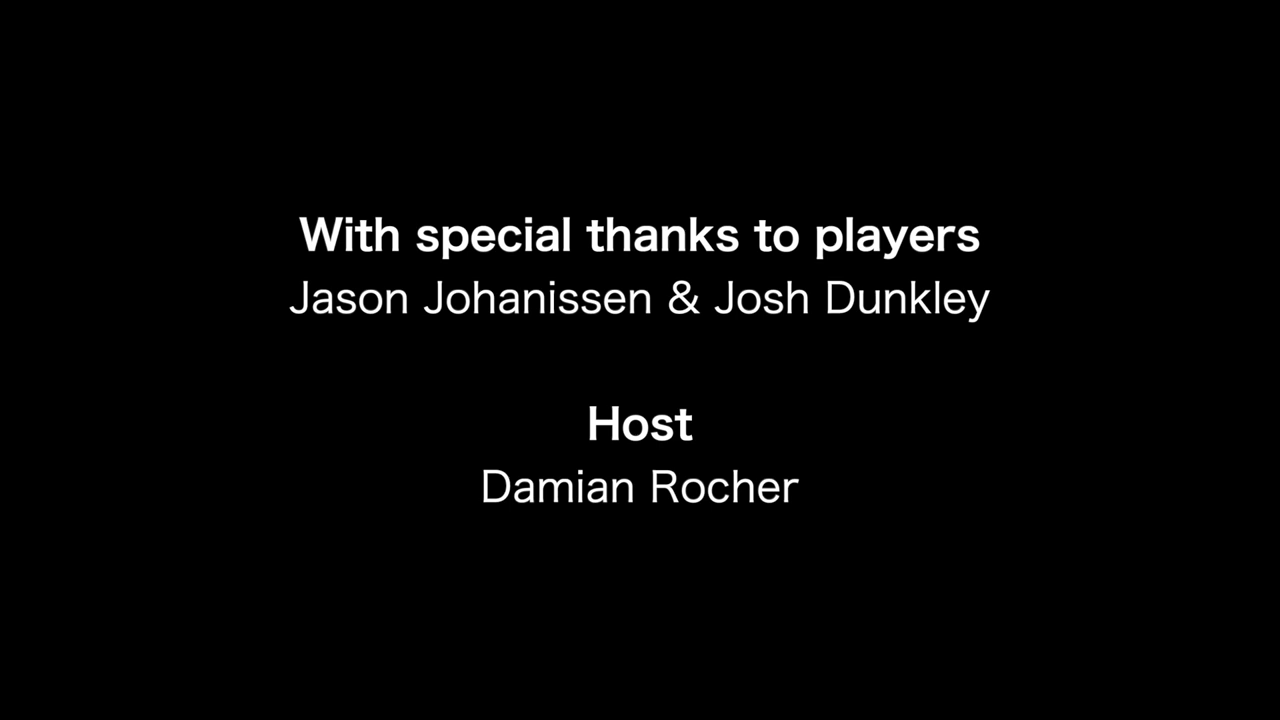 With special thanks to players
Jason Johanissen & Josh Dunkley
Host
Damian Rocher